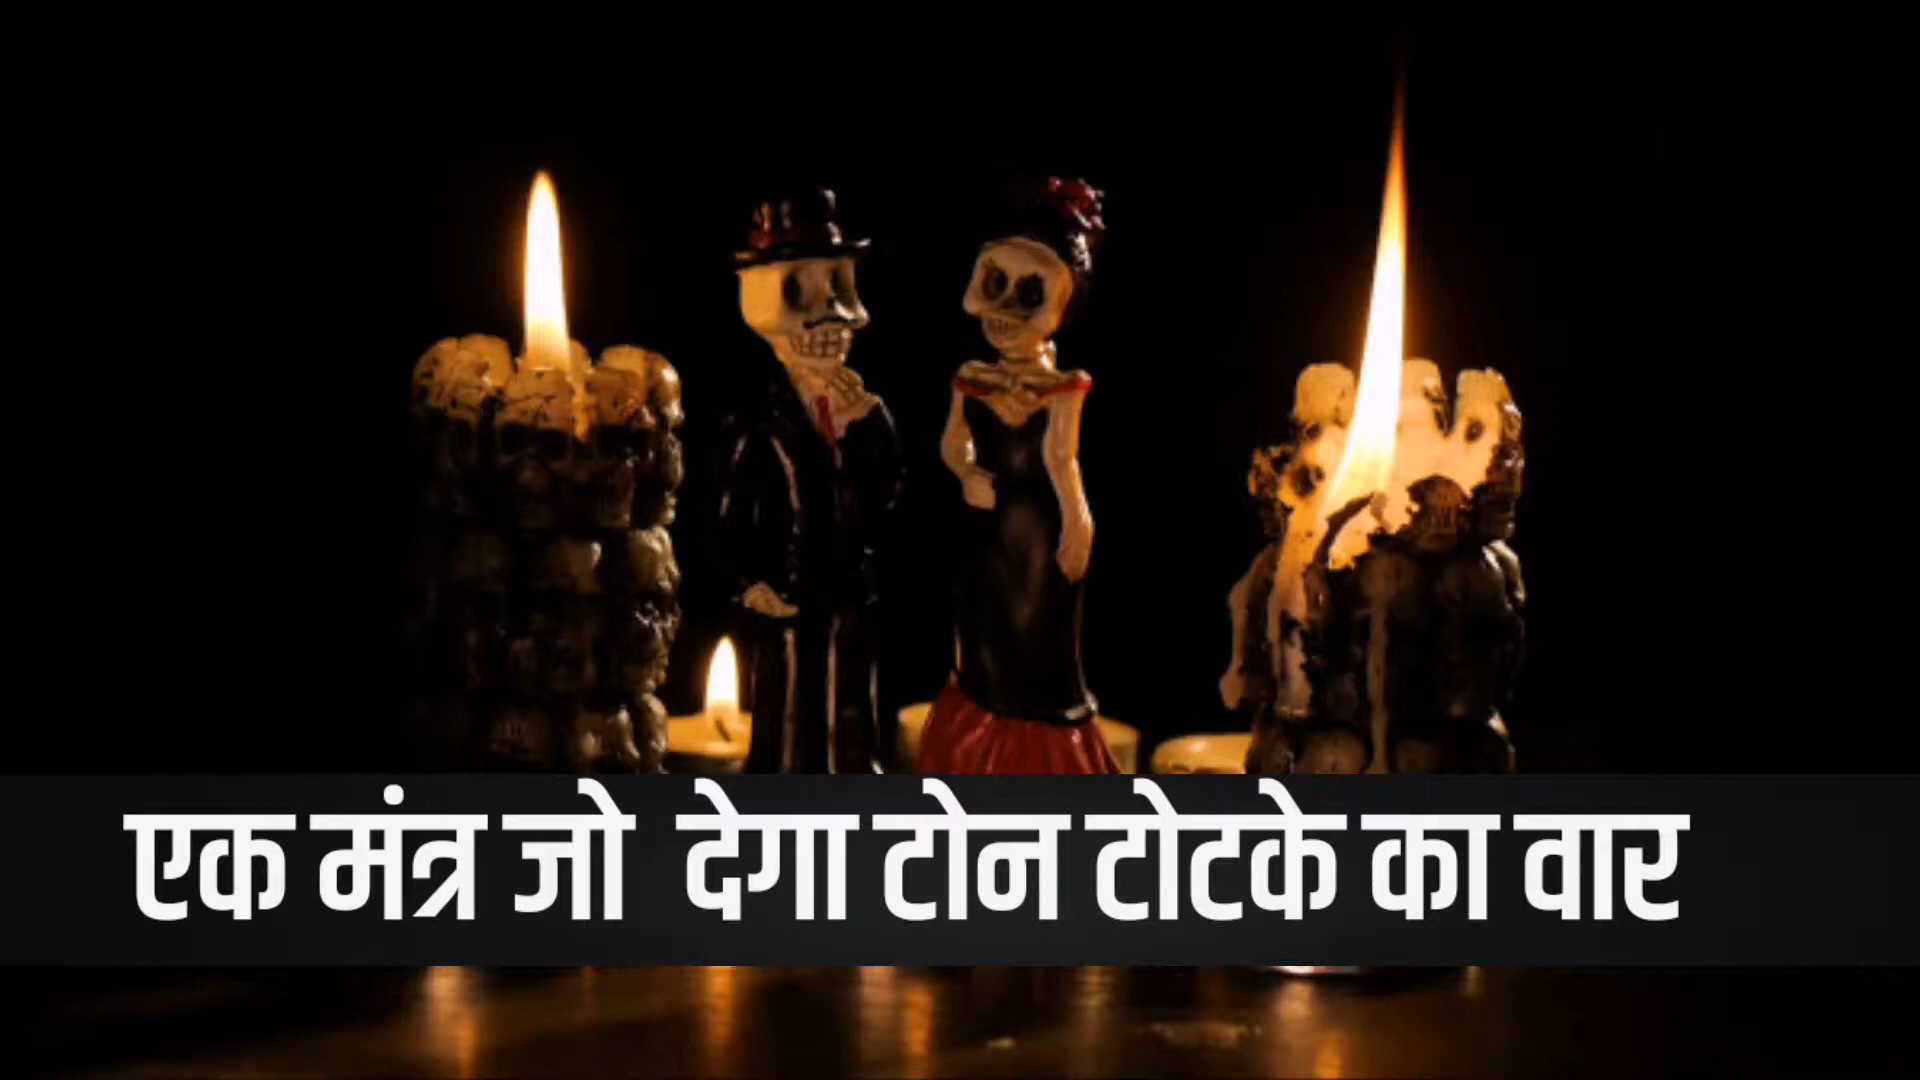 एक मंत्र जो देगा टोन टोटके का वार